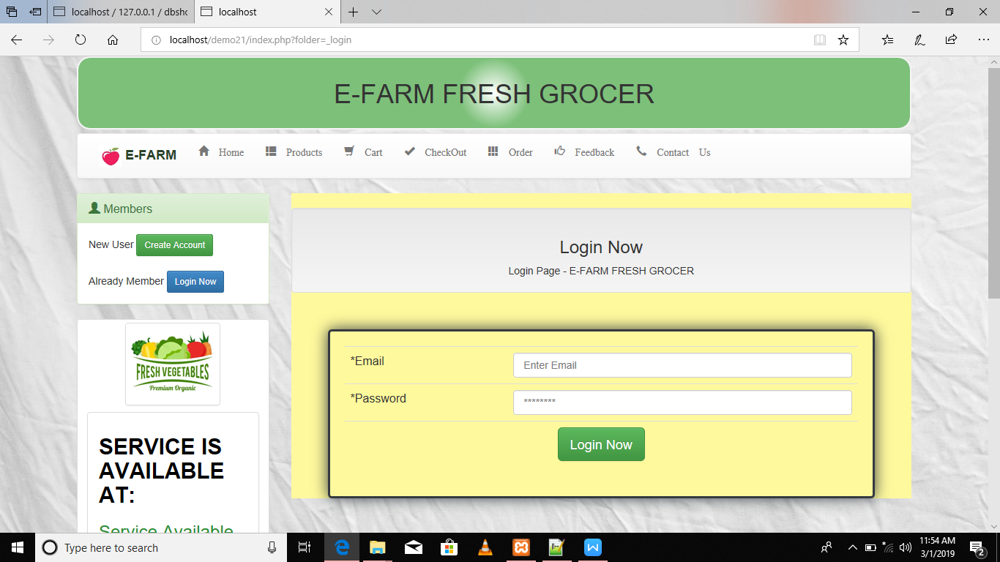 localhost / 127.0.0.1 / dbsho
localhost
localhost/demo21/index.php?folder=_login
E-FARM FRESH GROCER
E-FARM Home Products Cart CheckOut Order Feedback Contact Us
Members
New User Create Account
Already Member Login Now
FRESH VEGETABLES
Premium Organic
SERVICE IS
AVAILABLE
AT:
Service Available
Login Now
Login Page - E-FARM FRESH GROCER
*Email Enter Email
*Password ********
Login Now
Type here to search
11:54 AM
3/1/2019
2